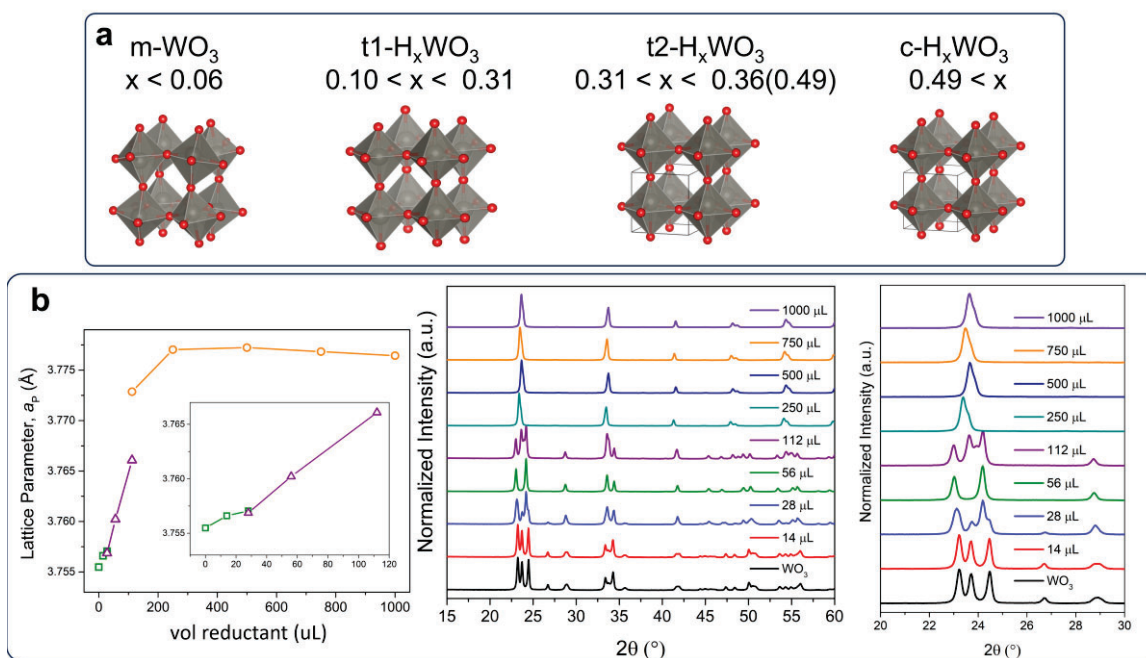 a
m-WO₃
x < 0.06
t1-HₓWO₃
0.10 < x < 0.31
t2-HₓWO₃
0.31 < x < 0.36(0.49)
c-HₓWO₃
0.49 < x
b
Lattice Parameter, aₚ (Å)
3.775
3.770
3.765
3.760
3.755
0 200 400 600 800 1000
vol reductant (uL)
3.765
3.760
3.755
0 20 40 60 80 100 120
Normalized Intensity (a.u.)
1000 µL
750 µL
500 µL
250 µL
112 µL
56 µL
28 µL
14 µL
WO₃
15 20 25 30 35 40 45 50 55 60
2θ (°)
Normalized Intensity (a.u.)
1000 µL
750 µL
500 µL
250 µL
112 µL
56 µL
28 µL
14 µL
WO₃
20 22 24 26 28 30
2θ (°)